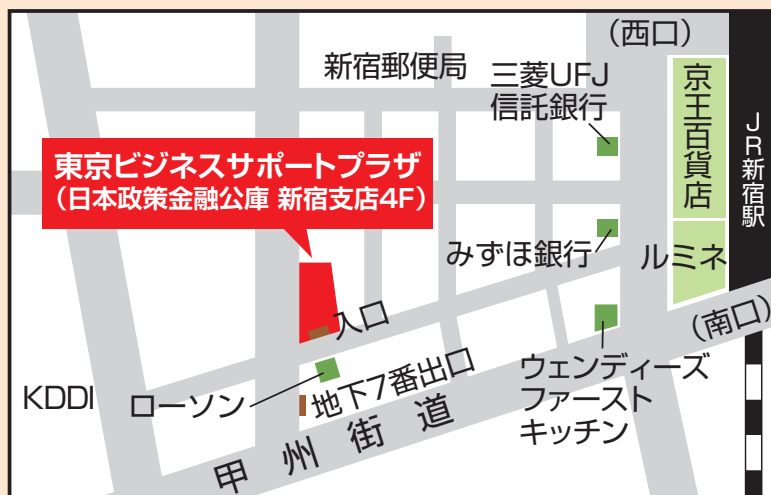 （西口）
新宿郵便局
三菱UFJ
信託銀行
京王百貨店
JR新宿駅
東京ビジネスサポートプラザ
（日本政策金融公庫 新宿支店4F）
みずほ銀行
ルミネ
入口
（南口）
KDDI
ローソン
地下7番出口
ウェンディーズ
ファースト
キッチン
甲州街道